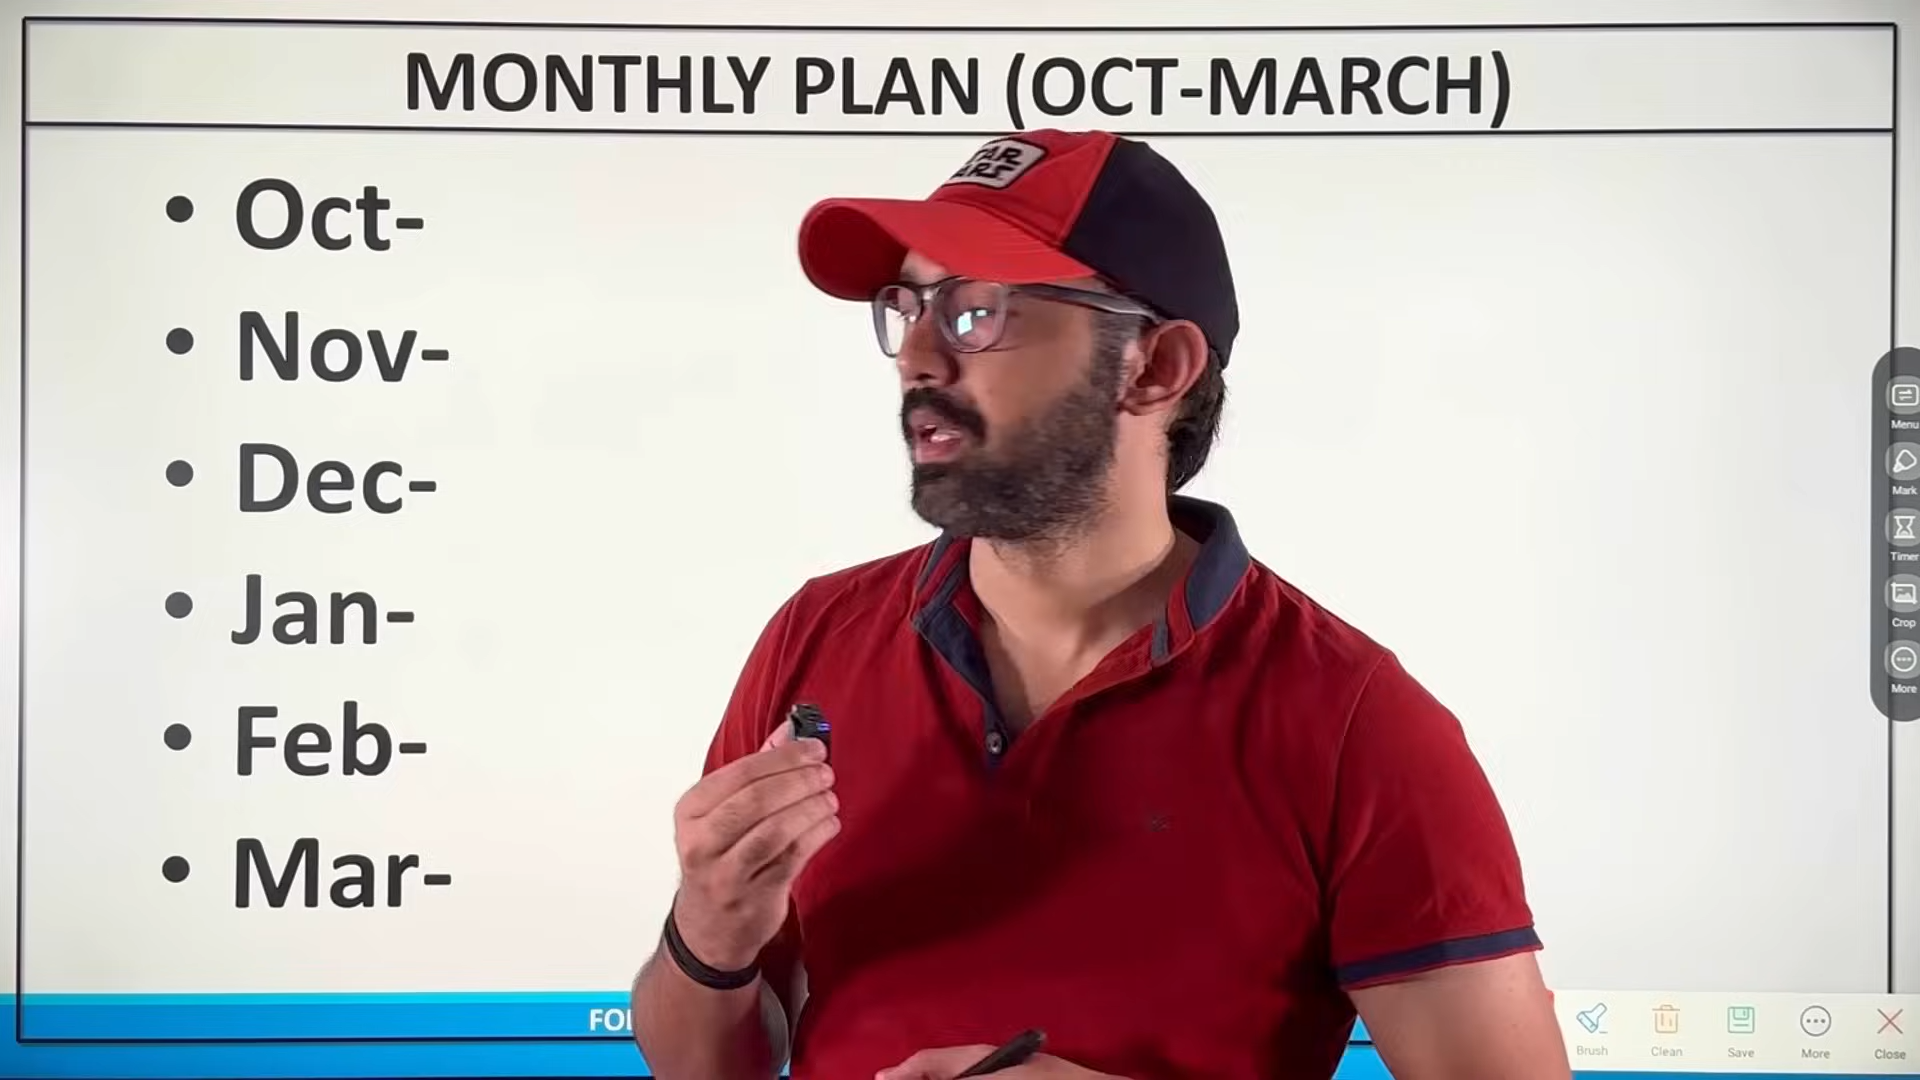 MONTHLY PLAN (OCT-MARCH)
• Oct-
• Nov-
• Dec-
• Jan-
• Feb-
• Mar-
Menu
Mark
Timer
Crop
More
Brush
Clean
Save
More
Close